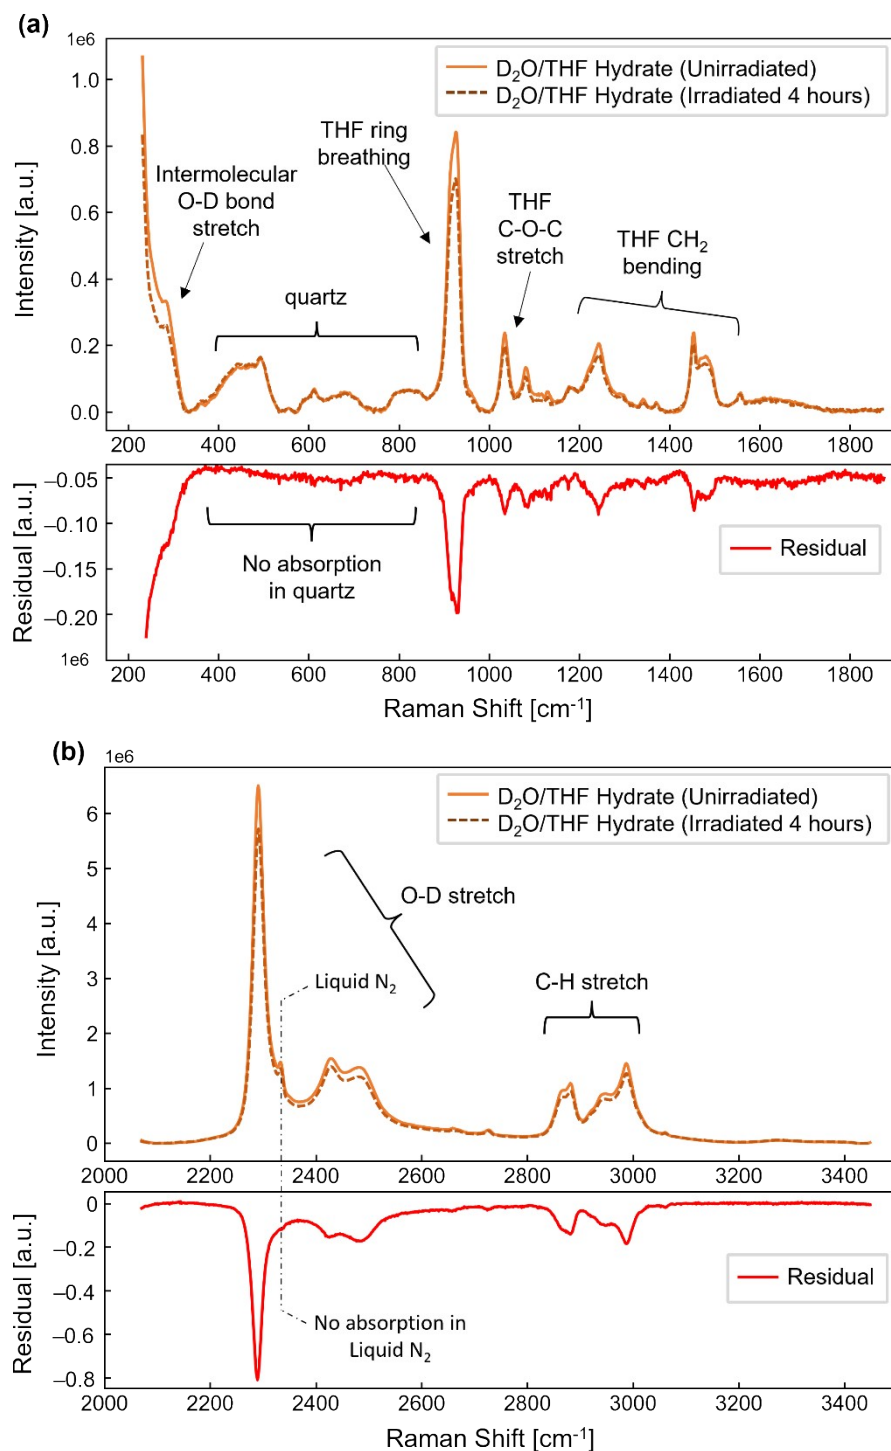 (a)
1e6
D₂O/THF Hydrate (Unirradiated)
D₂O/THF Hydrate (Irradiated 4 hours)
THF ring
breathing
Intermolecular
O-D bond
stretch
THF
C-O-C
stretch
THF CH₂
bending
quartz
Intensity [a.u.]
1.0
0.8
0.6
0.4
0.2
0.0
200 400 600 800 1000 1200 1400 1600 1800
Residual [a.u.]
−0.05
−0.10
−0.15
−0.20
1e6
No absorption
in quartz
Residual
200 400 600 800 1000 1200 1400 1600 1800
Raman Shift [cm⁻¹]
(b)
1e6
D₂O/THF Hydrate (Unirradiated)
D₂O/THF Hydrate (Irradiated 4 hours)
O-D stretch
Liquid N₂
C-H stretch
Intensity [a.u.]
6
5
4
3
2
1
0
2000 2200 2400 2600 2800 3000 3200 3400
Residual [a.u.]
0
−0.2
−0.4
−0.6
−0.8
Residual
No absorption in
Liquid N₂
2000 2200 2400 2600 2800 3000 3200 3400
Raman Shift [cm⁻¹]